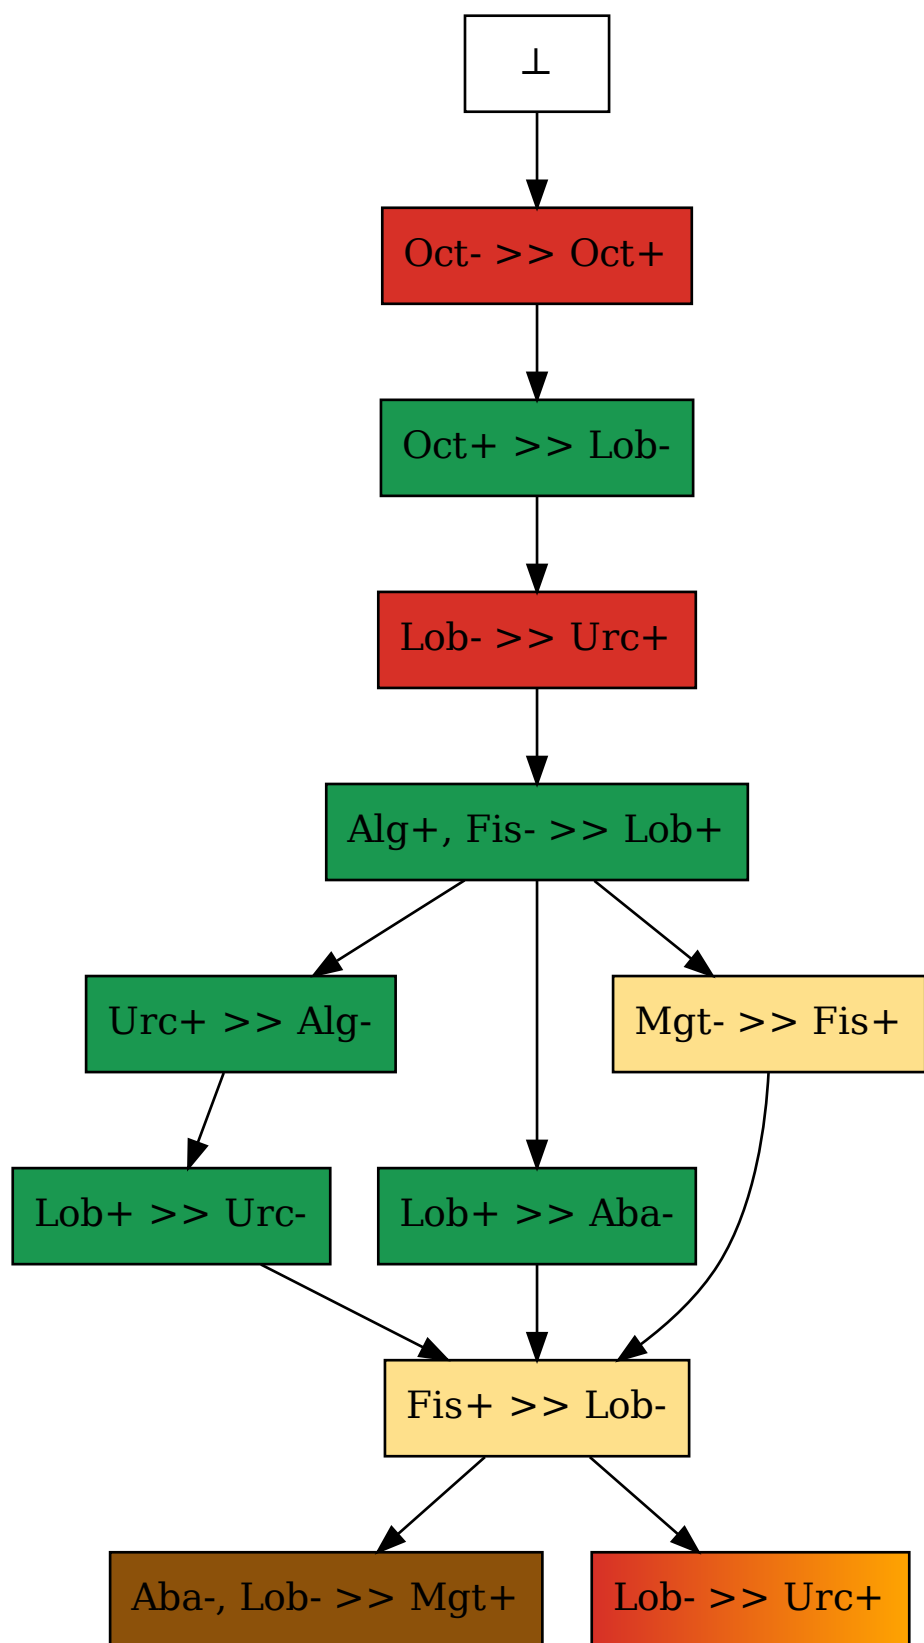 ⊥
Oct- >> Oct+
Oct+ >> Lob-
Lob- >> Urc+
Alg+, Fis- >> Lob+
Urc+ >> Alg-
Mgt- >> Fis+
Lob+ >> Urc-
Lob+ >> Aba-
Fis+ >> Lob-
Aba-, Lob- >> Mgt+
Lob- >> Urc+